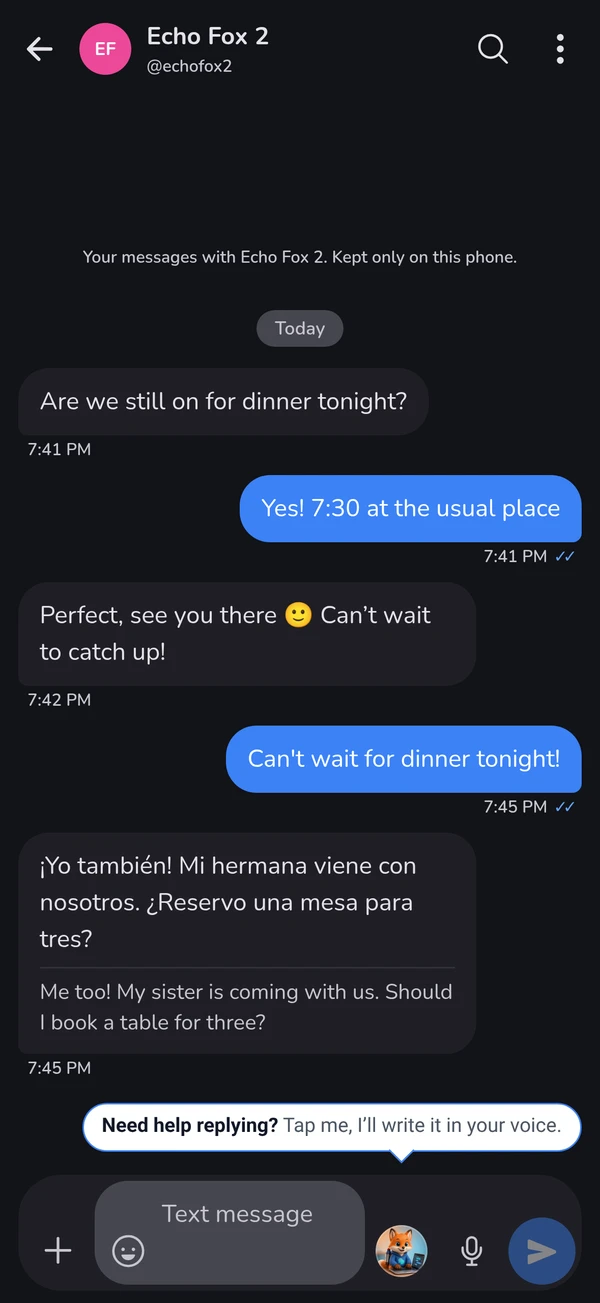 EF
Echo Fox 2
@echofox2
Your messages with Echo Fox 2. Kept only on this phone.
Today
Are we still on for dinner tonight?
7:41 PM
Yes! 7:30 at the usual place
7:41 PM ✓✓
Perfect, see you there 🙂 Can’t wait
to catch up!
7:42 PM
Can't wait for dinner tonight!
7:45 PM ✓✓
¡Yo también! Mi hermana viene con
nosotros. ¿Reservo una mesa para
tres?
Me too! My sister is coming with us. Should
I book a table for three?
7:45 PM
Need help replying? Tap me, I’ll write it in your voice.
Text message